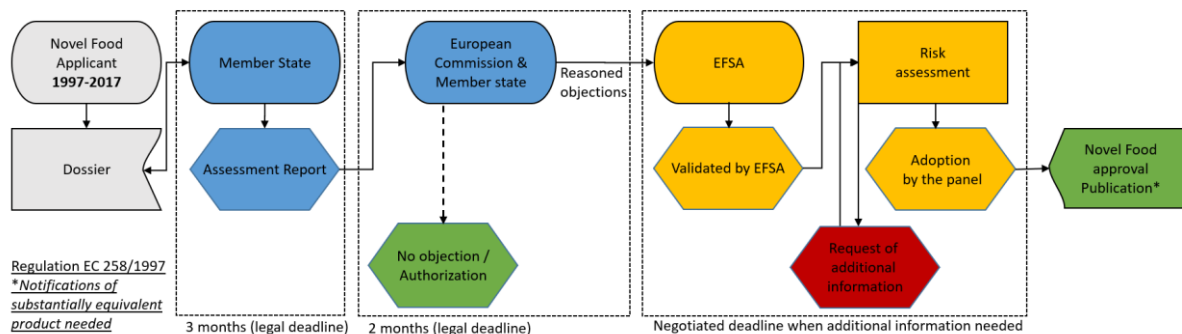 Novel Food
Applicant
1997-2017
Dossier
Regulation EC 258/1997
*Notifications of
substantially equivalent
product needed
Member State
Assessment Report
3 months (legal deadline)
European
Commission &
Member state
No objection /
Authorization
2 months (legal deadline)
Reasoned
objections
EFSA
Validated by EFSA
Risk
assessment
Adoption
by the panel
Request of
additional
information
Negotiated deadline when additional information needed
Novel Food
approval
Publication*